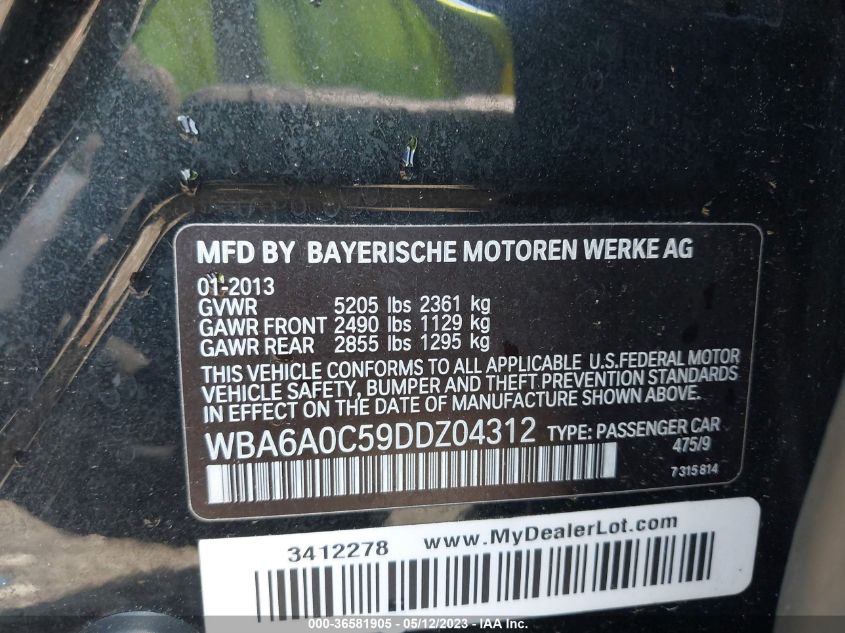 MFD BY BAYERISCHE MOTOREN WERKE AG
01-2013
GVWR 5205 lbs 2361 kg
GAWR FRONT 2490 lbs 1129 kg
GAWR REAR 2855 lbs 1295 kg
THIS VEHICLE CONFORMS TO ALL APPLICABLE U.S.FEDERAL MOTOR
VEHICLE SAFETY, BUMPER AND THEFT PREVENTION STANDARDS
IN EFFECT ON THE DATE OF MANUFACTURE SHOWN ABOVE.
WBA6A0C59DDZ04312 TYPE: PASSENGER CAR
475/9
7 315 814
3412278 www.MyDealerLot.com
000-36581905 - 05/12/2023 - IAA Inc.